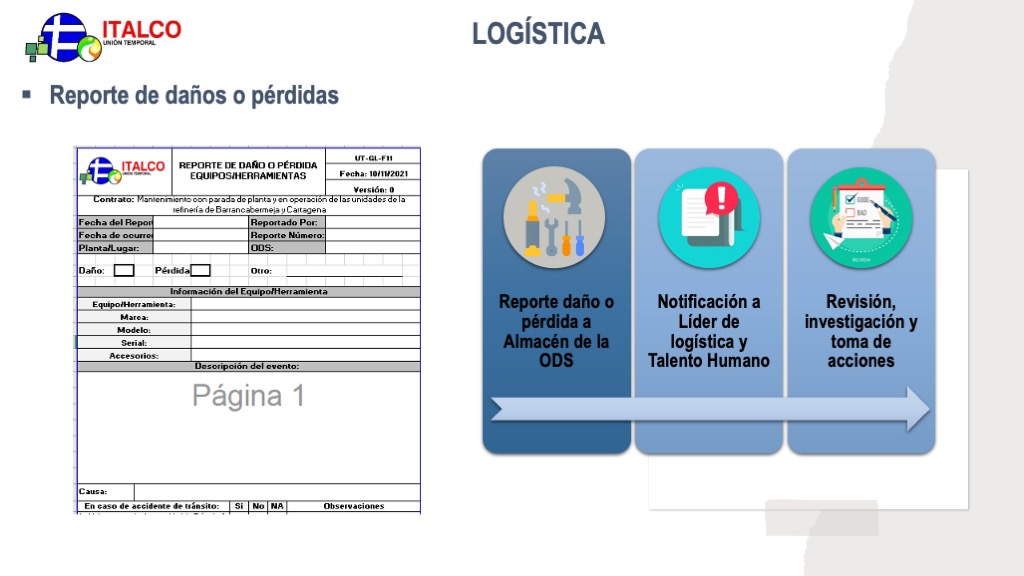 ITALCO
UNIÓN TEMPORAL
LOGÍSTICA
▪ Reporte de daños o pérdidas
ITALCO
UNIÓN TEMPORAL
REPORTE DE DAÑO O PÉRDIDA
EQUIPOS/HERRAMIENTAS
UT-GL-F11
Fecha: 10/11/2021
Versión: 0
Contrato: Mantenimiento con parada de planta y en operación de las unidades de la
refinería de Barrancabermeja y Cartagena
Fecha del Repor
Reportado Por:
Fecha de ocurre
Reporte Número:
Planta/Lugar:
ODS:
Daño:
Pérdida
Otro:
Información del Equipo/Herramienta
Equipo/Herramienta:
Marca:
Modelo:
Serial:
Accesorios:
Descripción del evento:
Página 1
Causa:
En caso de accidente de tránsito:
Si
No
NA
Observaciones
GOOD
BAD
REVIEW
Reporte daño o
pérdida a
Almacén de la
ODS
Notificación a
Líder de
logística y
Talento Humano
Revisión,
investigación y
toma de
acciones